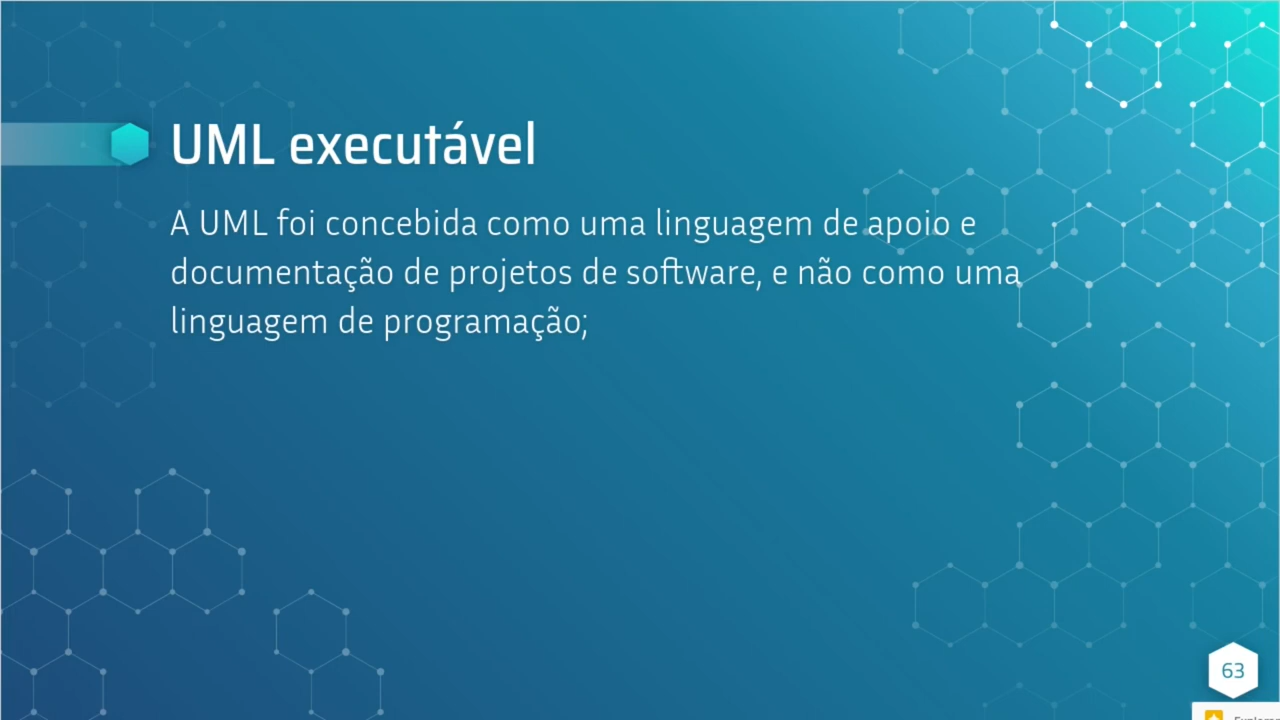 UML executável
A UML foi concebida como uma linguagem de apoio e
documentação de projetos de software, e não como uma
linguagem de programação;
63